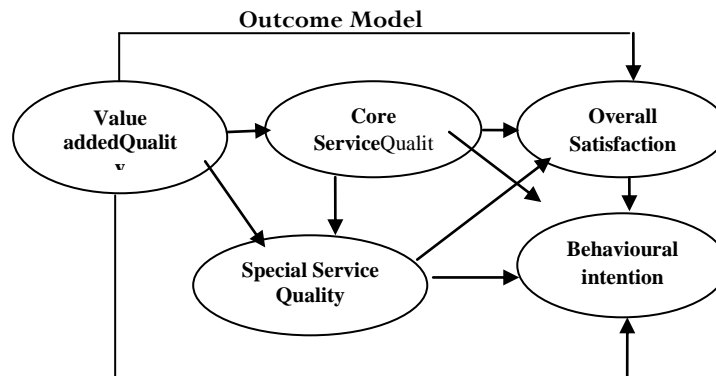 Outcome Model
Value
addedQualit
y
Core
ServiceQualit
Overall
Satisfaction
Special Service
Quality
Behavioural
intention